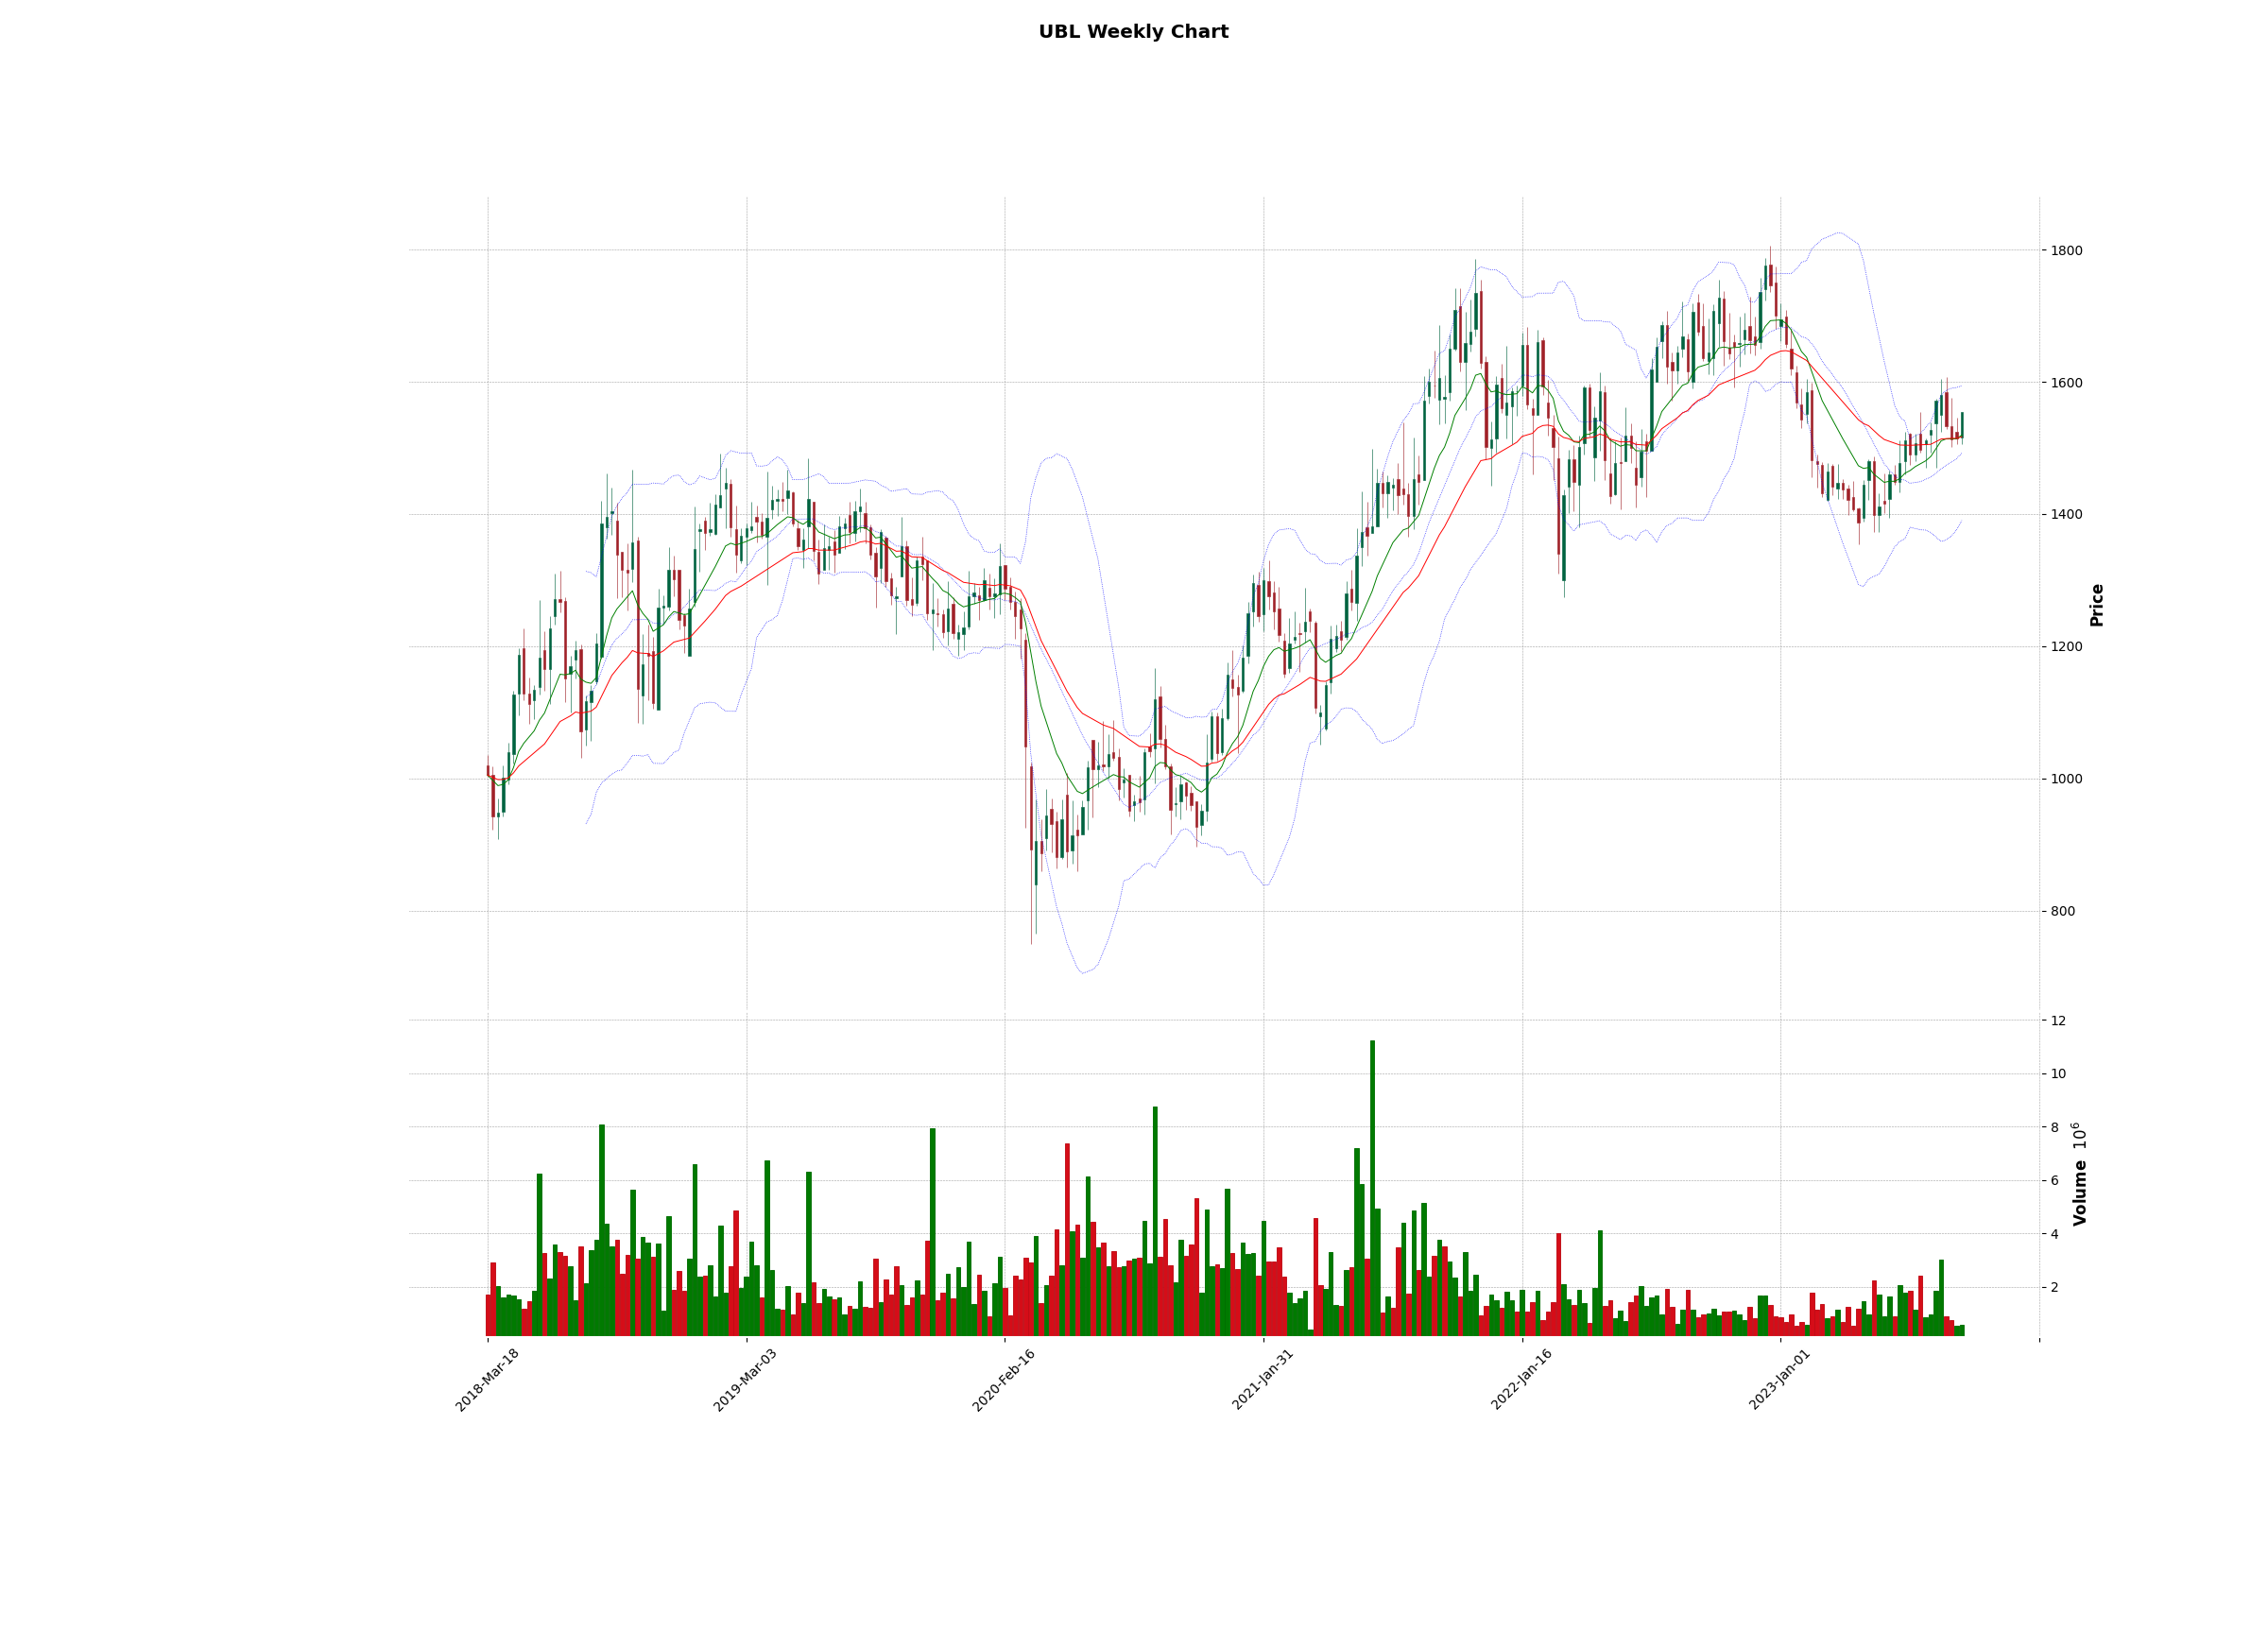 UBL Weekly Chart
1800
1600
1400
1200
1000
800
Price
12
10
8
6
4
2
Volume 10^6
2018-Mar-18
2019-Mar-03
2020-Feb-16
2021-Jan-31
2022-Jan-16
2023-Jan-01